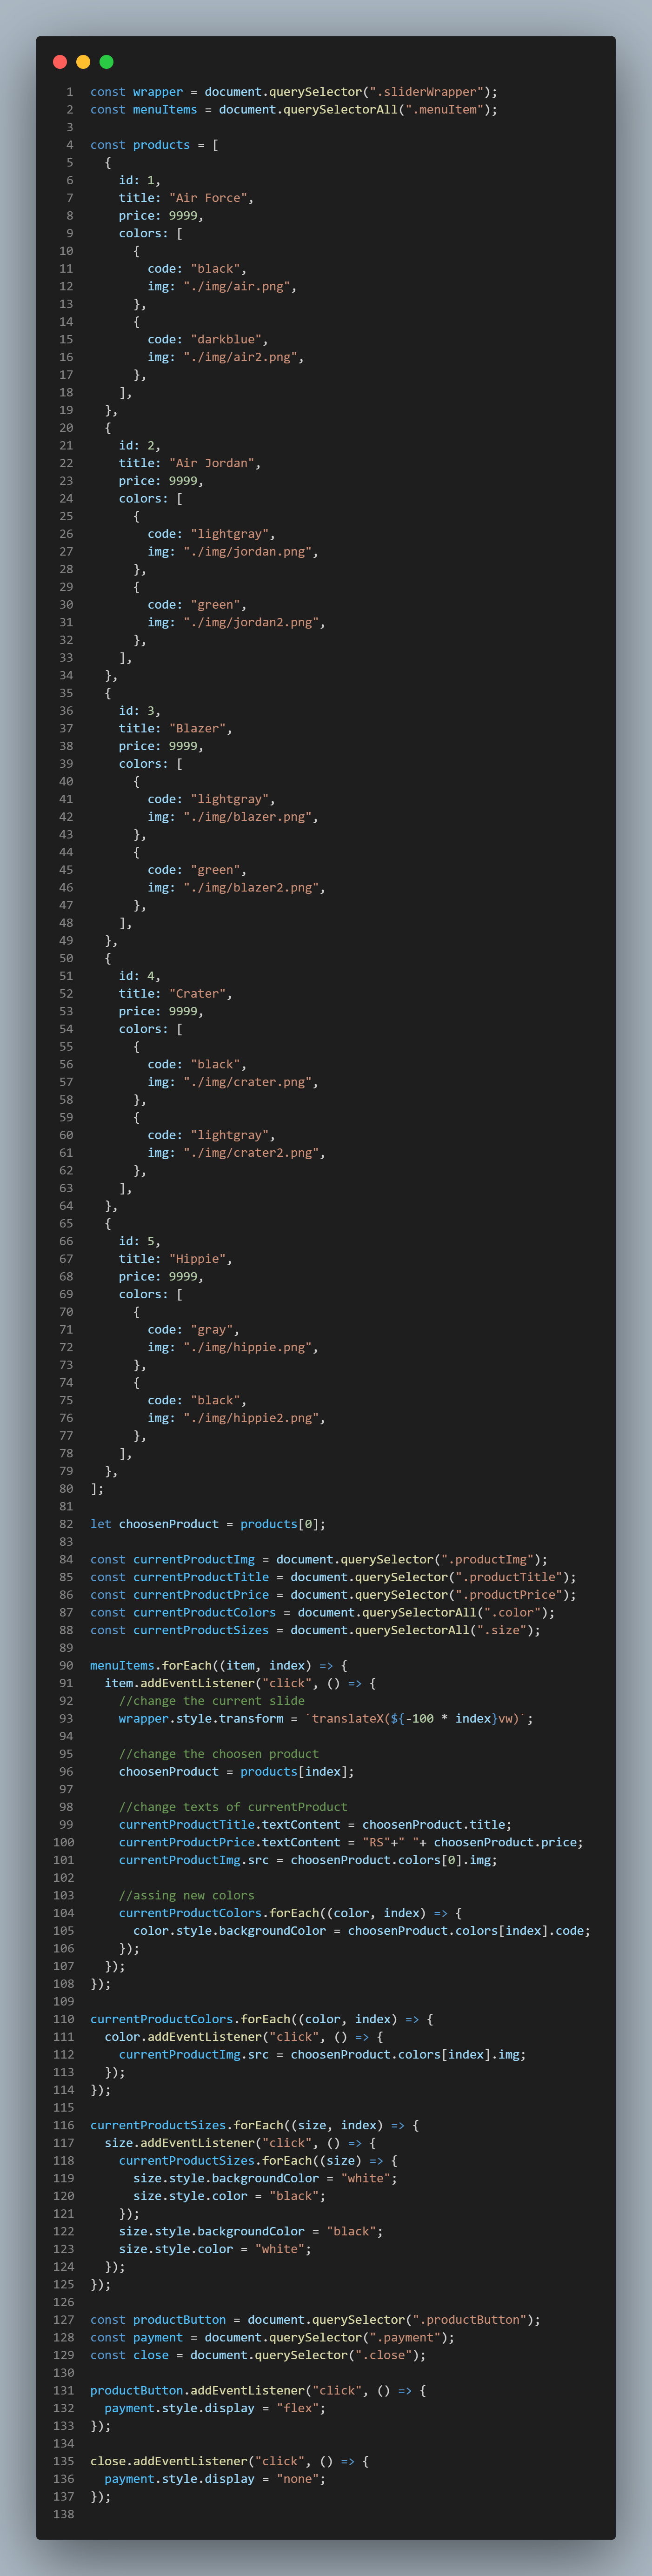 1 const wrapper = document.querySelector(".sliderWrapper");
2 const menuItems = document.querySelectorAll(".menuItem");
3
4 const products = [
5   {
6     id: 1,
7     title: "Air Force",
8     price: 9999,
9     colors: [
10       {
11         code: "black",
12         img: "./img/air.png",
13       },
14       {
15         code: "darkblue",
16         img: "./img/air2.png",
17       },
18     ],
19   },
20   {
21     id: 2,
22     title: "Air Jordan",
23     price: 9999,
24     colors: [
25       {
26         code: "lightgray",
27         img: "./img/jordan.png",
28       },
29       {
30         code: "green",
31         img: "./img/jordan2.png",
32       },
33     ],
34   },
35   {
36     id: 3,
37     title: "Blazer",
38     price: 9999,
39     colors: [
40       {
41         code: "lightgray",
42         img: "./img/blazer.png",
43       },
44       {
45         code: "green",
46         img: "./img/blazer2.png",
47       },
48     ],
49   },
50   {
51     id: 4,
52     title: "Crater",
53     price: 9999,
54     colors: [
55       {
56         code: "black",
57         img: "./img/crater.png",
58       },
59       {
60         code: "lightgray",
61         img: "./img/crater2.png",
62       },
63     ],
64   },
65   {
66     id: 5,
67     title: "Hippie",
68     price: 9999,
69     colors: [
70       {
71         code: "gray",
72         img: "./img/hippie.png",
73       },
74       {
75         code: "black",
76         img: "./img/hippie2.png",
77       },
78     ],
79   },
80 ];
81
82 let choosenProduct = products[0];
83
84 const currentProductImg = document.querySelector(".productImg");
85 const currentProductTitle = document.querySelector(".productTitle");
86 const currentProductPrice = document.querySelector(".productPrice");
87 const currentProductColors = document.querySelectorAll(".color");
88 const currentProductSizes = document.querySelectorAll(".size");
89
90 menuItems.forEach((item, index) => {
91   item.addEventListener("click", () => {
92     //change the current slide
93     wrapper.style.transform = `translateX(${-100 * index}vw)`;
94
95     //change the choosen product
96     choosenProduct = products[index];
97
98     //change texts of currentProduct
99     currentProductTitle.textContent = choosenProduct.title;
100     currentProductPrice.textContent = "RS"+" "+ choosenProduct.price;
101     currentProductImg.src = choosenProduct.colors[0].img;
102
103     //assing new colors
104     currentProductColors.forEach((color, index) => {
105       color.style.backgroundColor = choosenProduct.colors[index].code;
106     });
107   });
108 });
109
110 currentProductColors.forEach((color, index) => {
111   color.addEventListener("click", () => {
112     currentProductImg.src = choosenProduct.colors[index].img;
113   });
114 });
115
116 currentProductSizes.forEach((size, index) => {
117   size.addEventListener("click", () => {
118     currentProductSizes.forEach((size) => {
119       size.style.backgroundColor = "white";
120       size.style.color = "black";
121     });
122     size.style.backgroundColor = "black";
123     size.style.color = "white";
124   });
125 });
126
127 const productButton = document.querySelector(".productButton");
128 const payment = document.querySelector(".payment");
129 const close = document.querySelector(".close");
130
131 productButton.addEventListener("click", () => {
132   payment.style.display = "flex";
133 });
134
135 close.addEventListener("click", () => {
136   payment.style.display = "none";
137 });
138